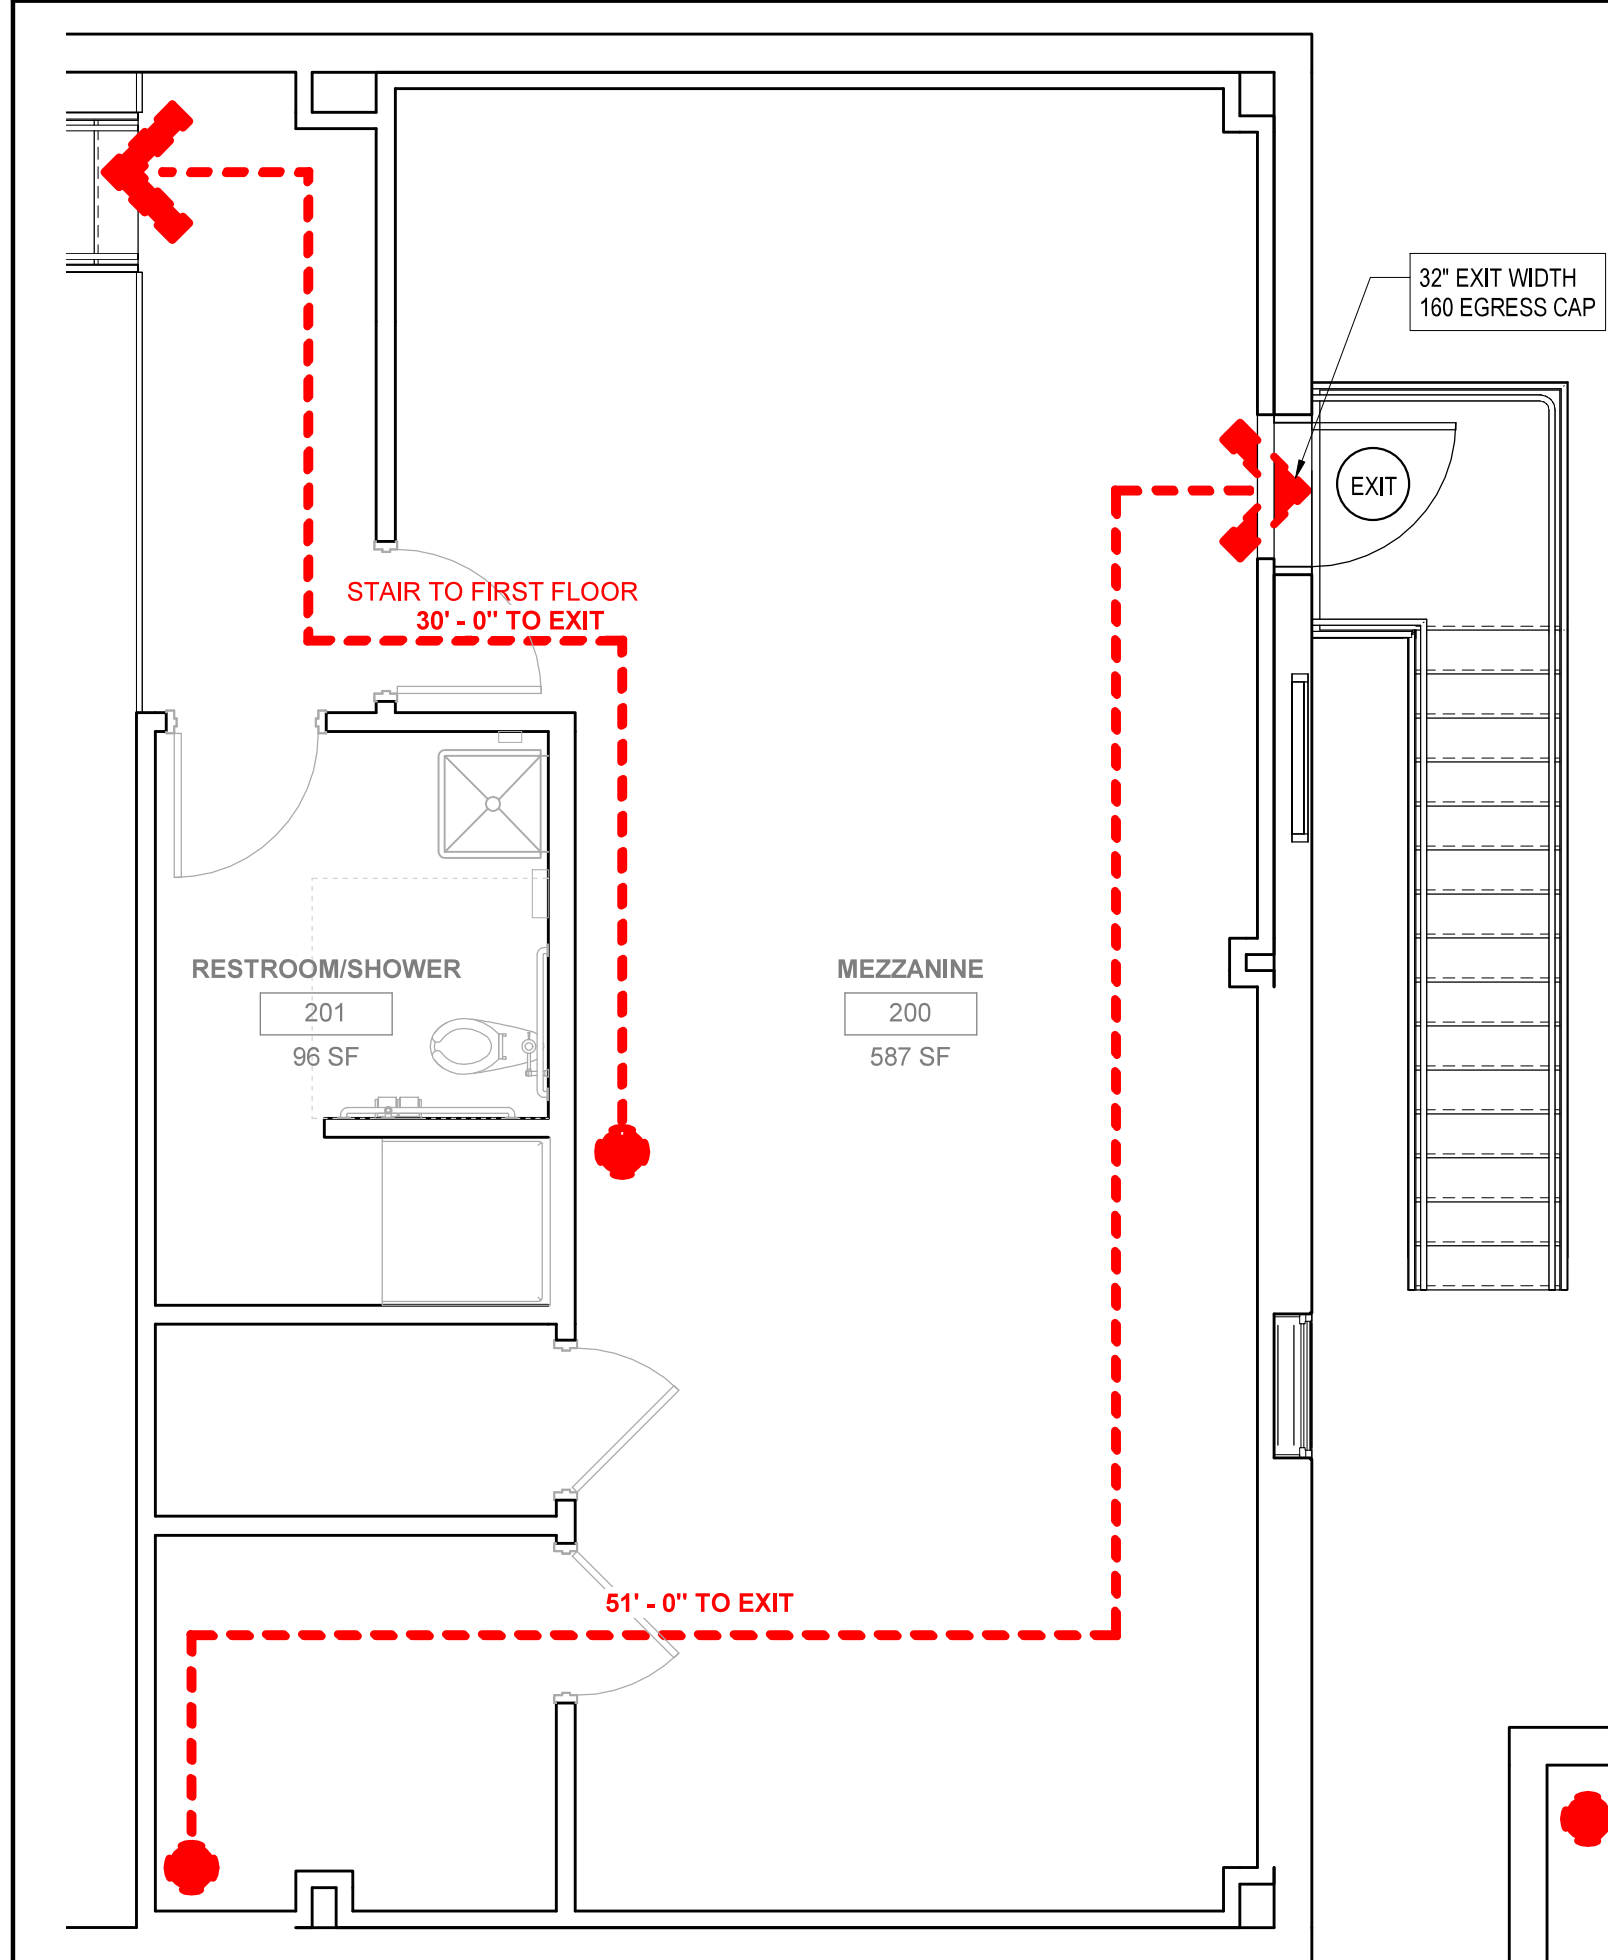 32" EXIT WIDTH
160 EGRESS CAP
EXIT
STAIR TO FIRST FLOOR
30' - 0" TO EXIT
RESTROOM/SHOWER
201
96 SF
MEZZANINE
200
587 SF
51' - 0" TO EXIT